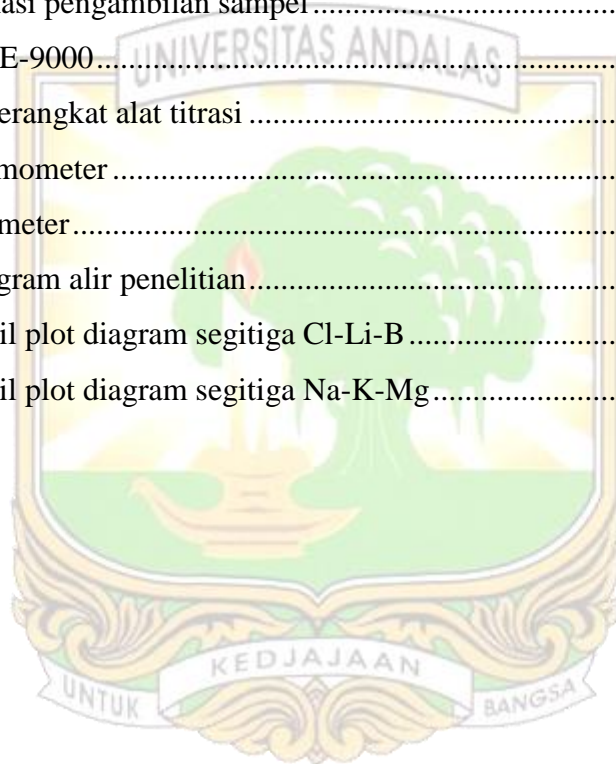 asi pengambilan sampel................................................
E-9000................................................
erangkat alat titrasi................................................
mometer................................................
meter................................................
gram alir penelitian................................................
il plot diagram segitiga Cl-Li-B................................................
il plot diagram segitiga Na-K-Mg................................................
UNIVERSITAS ANDALAS
KEDJAJAAN
UNTUK BANGSA